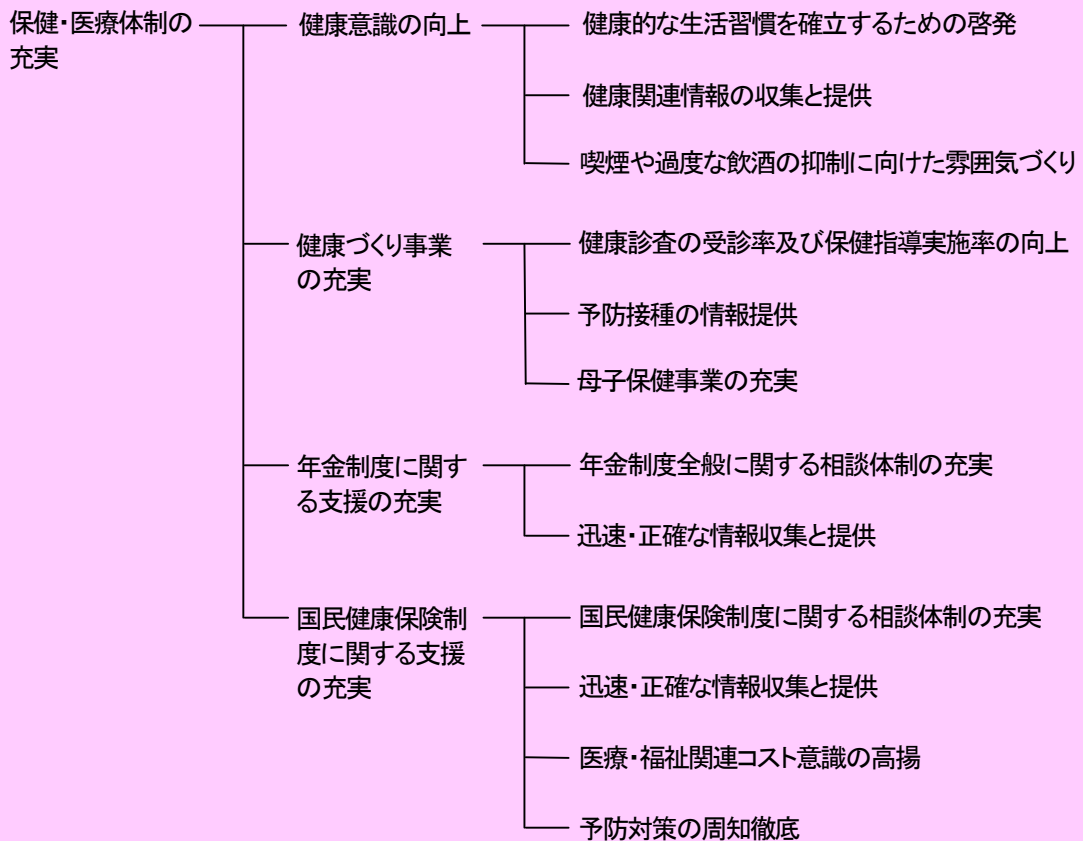 保健・医療体制の
充実
健康意識の向上
健康的な生活習慣を確立するための啓発
健康関連情報の収集と提供
喫煙や過度な飲酒の抑制に向けた雰囲気づくり
健康づくり事業
の充実
健康診査の受診率及び保健指導実施率の向上
予防接種の情報提供
母子保健事業の充実
年金制度に関す
る支援の充実
年金制度全般に関する相談体制の充実
迅速・正確な情報収集と提供
国民健康保険制
度に関する支援
の充実
国民健康保険制度に関する相談体制の充実
迅速・正確な情報収集と提供
医療・福祉関連コスト意識の高揚
予防対策の周知徹底